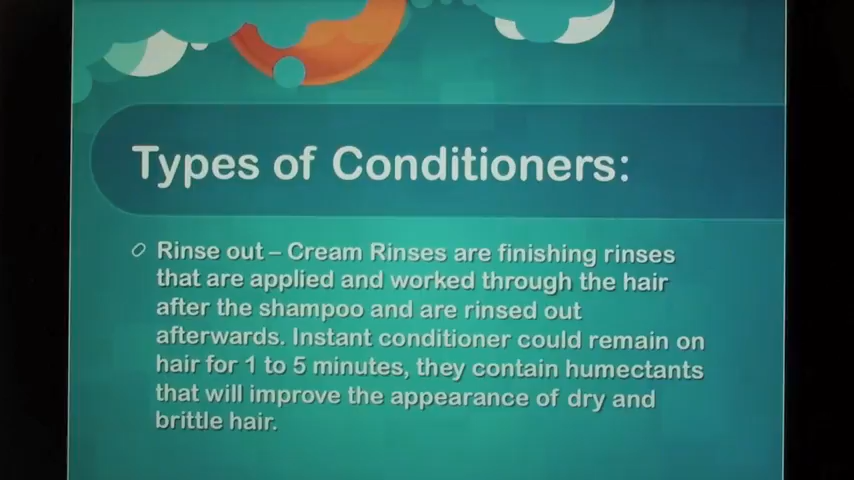 Types of Conditioners:
Rinse out – Cream Rinses are finishing rinses
that are applied and worked through the hair
after the shampoo and are rinsed out
afterwards. Instant conditioner could remain on
hair for 1 to 5 minutes, they contain humectants
that will improve the appearance of dry and
brittle hair.